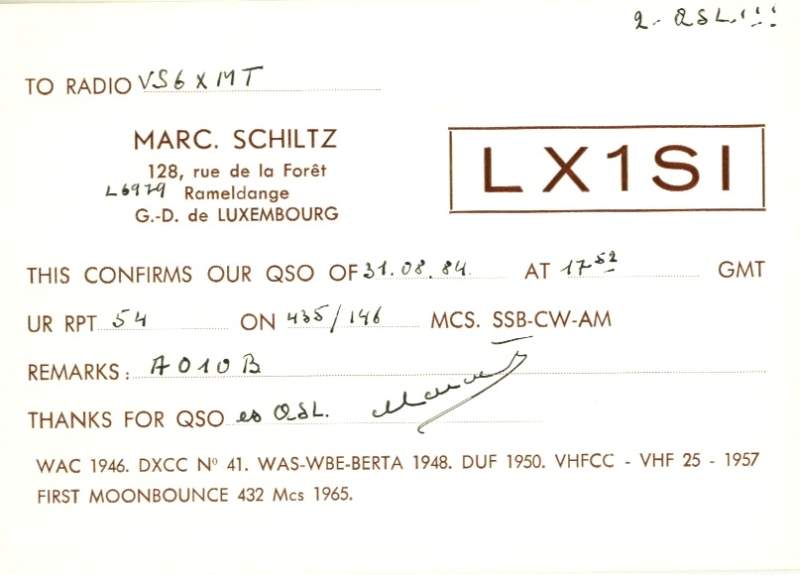 2. QSL!!!
TO RADIO VS6XMT
MARC. SCHILTZ
128, rue de la Forêt
L6979 Rameldange
G.-D. de LUXEMBOURG
LX1SI
THIS CONFIRMS OUR QSO OF 31.08.84. AT 17⁵² GMT
UR RPT 54 ON 435/146 MCS. SSB-CW-AM
REMARKS: AO10B
THANKS FOR QSO es QSL.
WAC 1946. DXCC Nº 41. WAS-WBE-BERTA 1948. DUF 1950. VHFCC - VHF 25 - 1957
FIRST MOONBOUNCE 432 Mcs 1965.